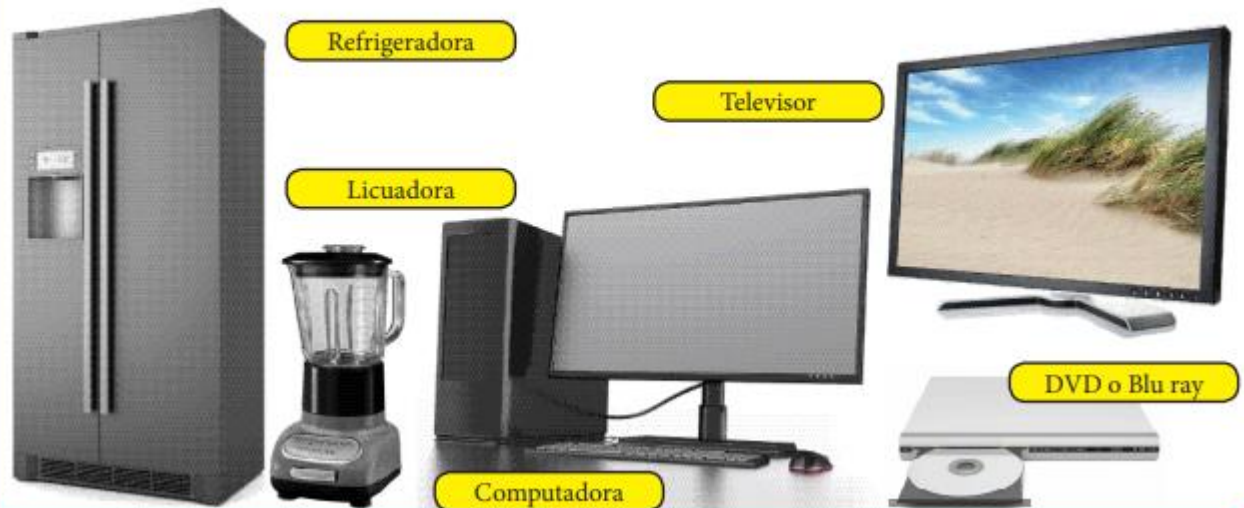 Refrigeradora
Televisor
Licuadora
DVD o Blu ray
Computadora